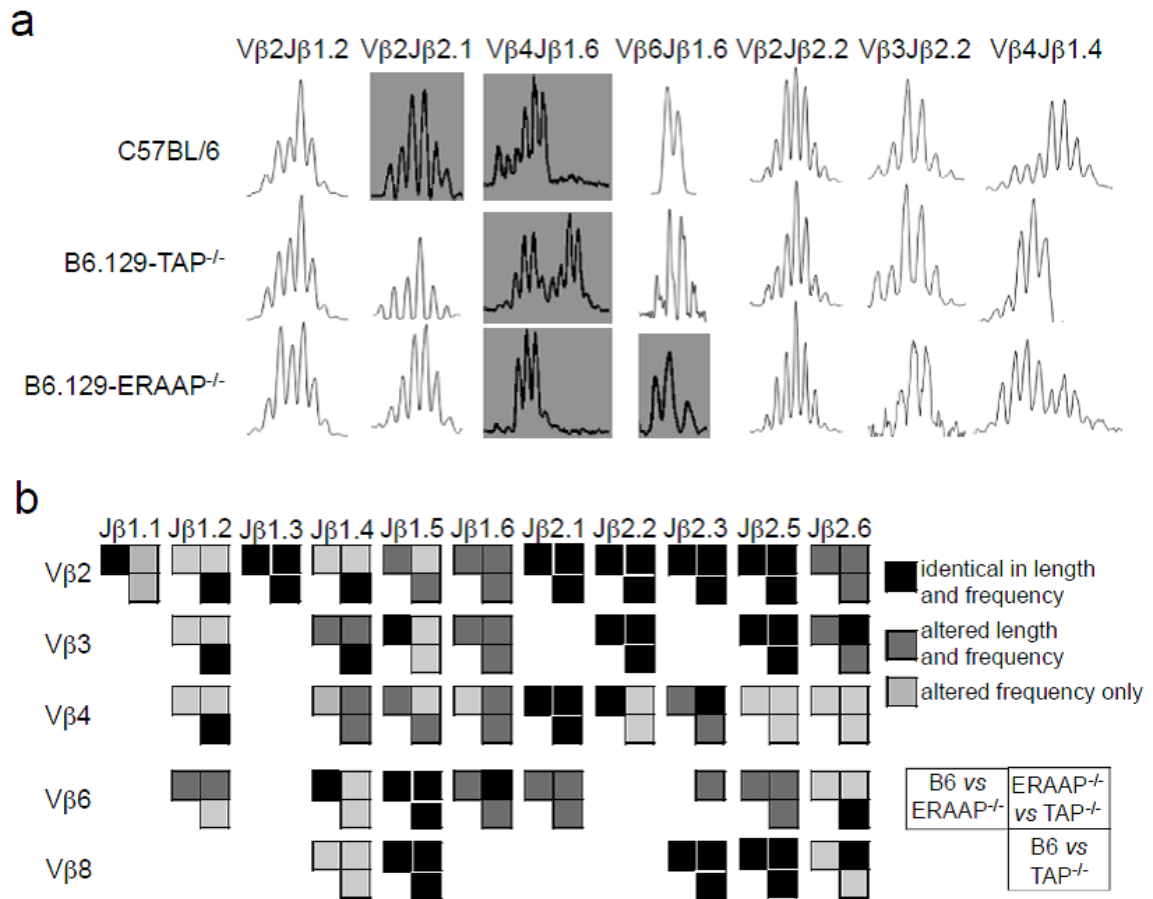 a
Vβ2Jβ1.2 Vβ2Jβ2.1 Vβ4Jβ1.6 Vβ6Jβ1.6 Vβ2Jβ2.2 Vβ3Jβ2.2 Vβ4Jβ1.4
C57BL/6
B6.129-TAP-/-
B6.129-ERAAP-/-
b
Jβ1.1 Jβ1.2 Jβ1.3 Jβ1.4 Jβ1.5 Jβ1.6 Jβ2.1 Jβ2.2 Jβ2.3 Jβ2.5 Jβ2.6
Vβ2
Vβ3
Vβ4
Vβ6
Vβ8
identical in length
and frequency
altered length
and frequency
altered frequency only
B6 vs
ERAAP-/-
ERAAP-/-
vs TAP-/-
B6 vs
TAP-/-